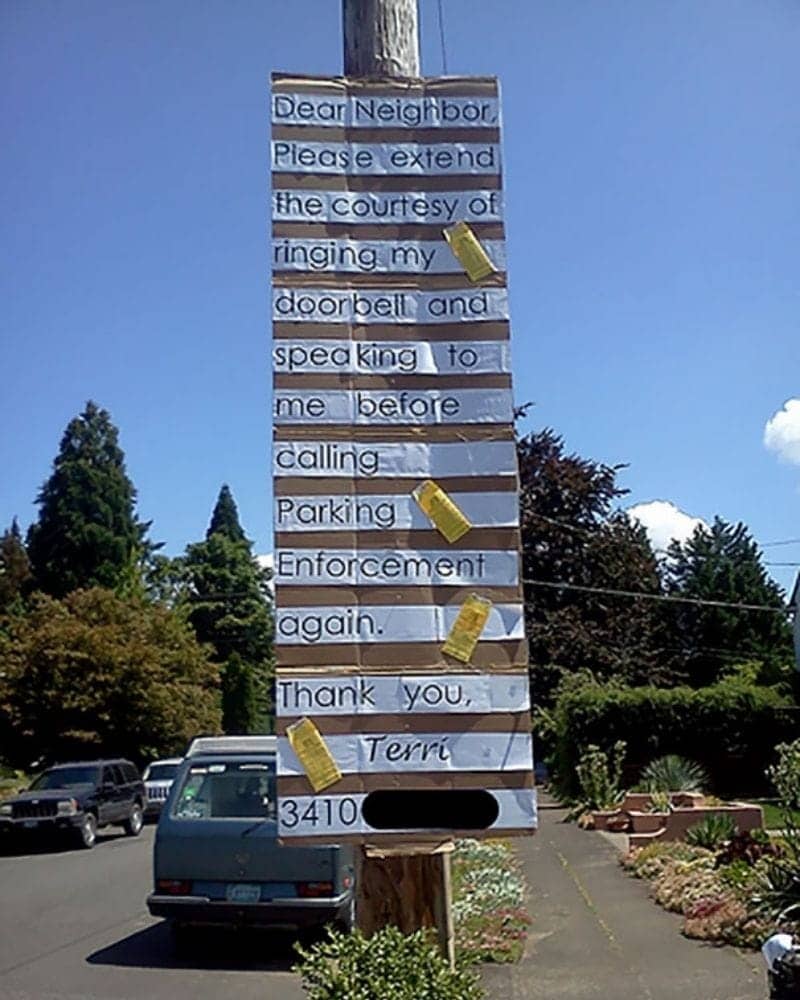 Dear Neighbor,
Please extend
the courtesy of
ringing my
doorbell and
speaking to
me before
calling
Parking
Enforcement
again.
Thank you,
Terri
3410